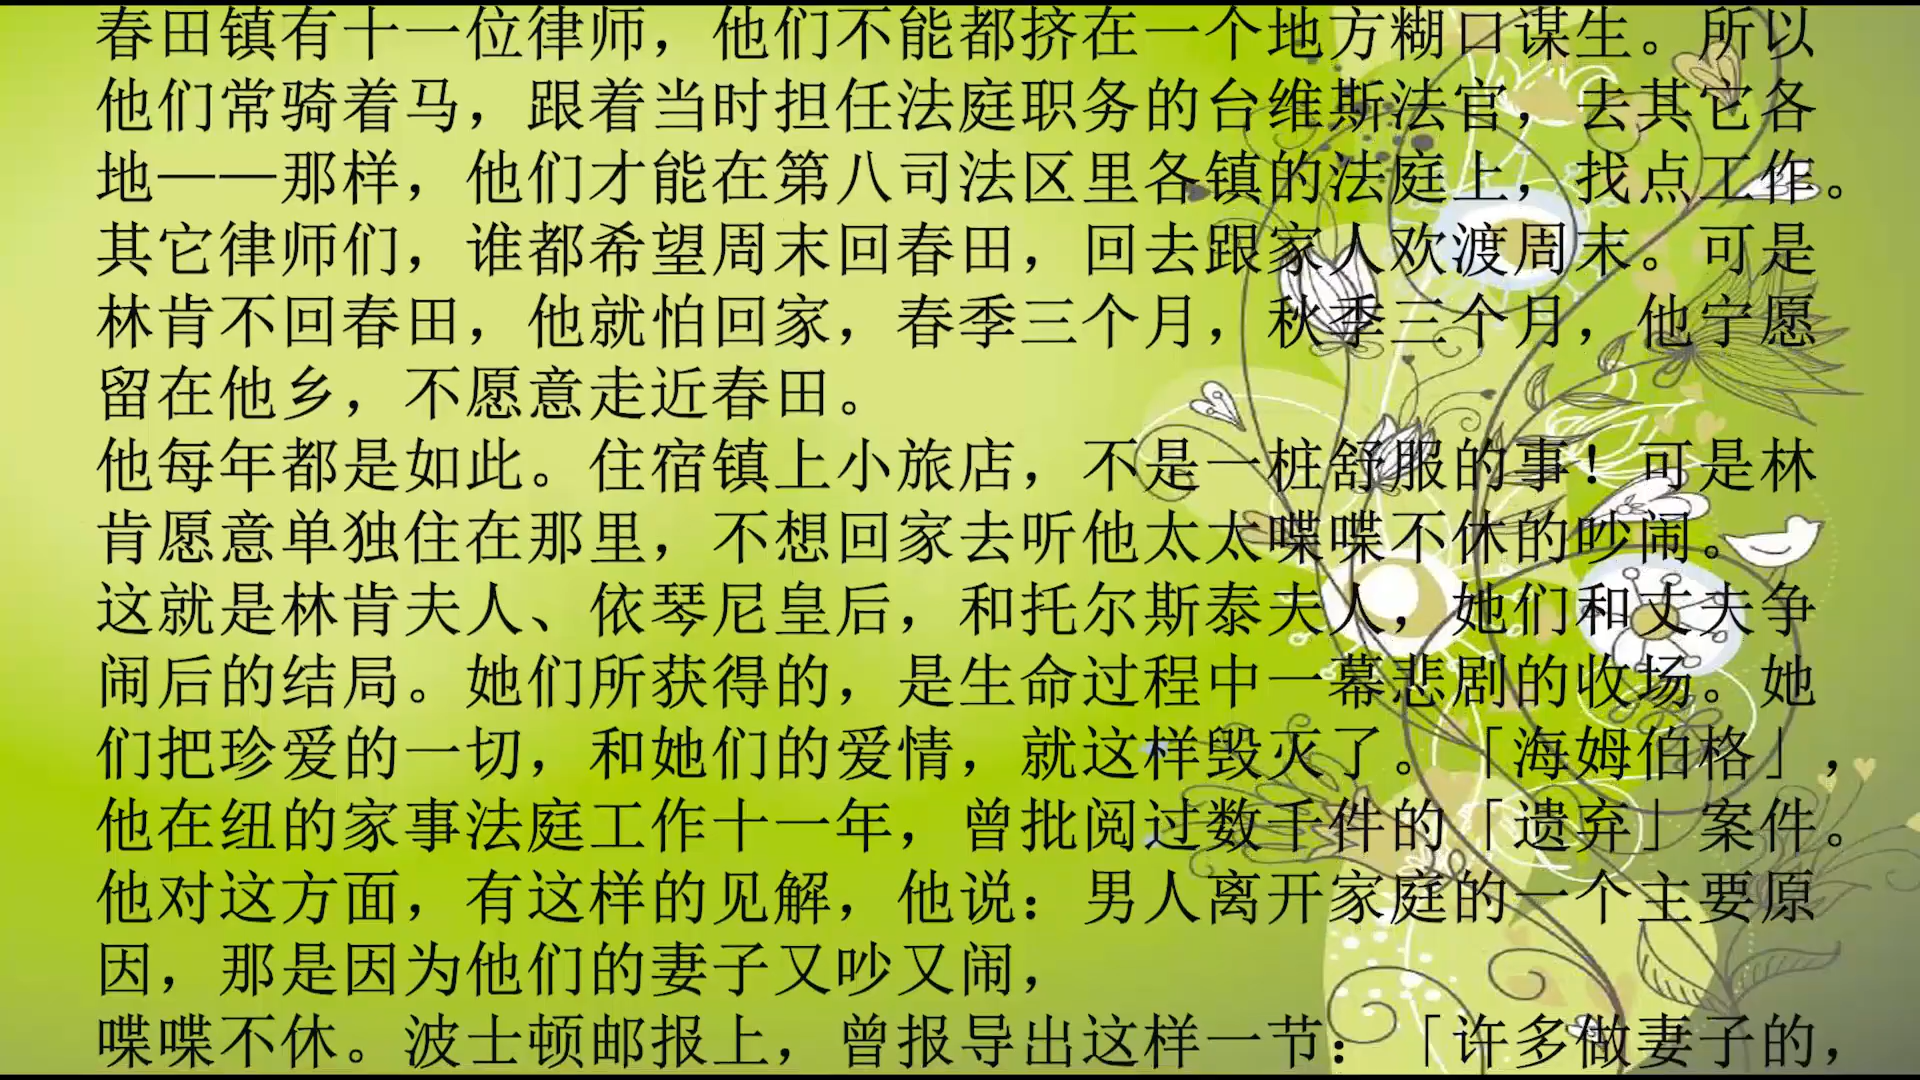 春田镇有十一位律师，他们不能都挤在一个地方糊口谋生。所以
他们常骑着马，跟着当时担任法庭职务的台维斯法官，去其它各
地——那样，他们才能在第八司法区里各镇的法庭上，找点工作。
其它律师们，谁都希望周末回春田，回去跟家人欢渡周末。可是
林肯不回春田，他就怕回家，春季三个月，秋季三个月，他宁愿
留在他乡，不愿意走近春田。
他每年都是如此。住宿镇上小旅店，不是一桩舒服的事！可是林
肯愿意单独住在那里，不想回家去听他太太喋喋不休的吵闹。
这就是林肯夫人、依琴尼皇后，和托尔斯泰夫人，她们和丈夫争
闹后的结局。她们所获得的，是生命过程中一幕悲剧的收场。她
们把珍爱的一切，和她们的爱情，就这样毁灭了。「海姆伯格」，
他在纽的家事法庭工作十一年，曾批阅过数千件的「遗弃」案件。
他对这方面，有这样的见解，他说：男人离开家庭的一个主要原
因，那是因为他们的妻子又吵又闹，
喋喋不休。波士顿邮报上，曾报导出这样一节：「许多做妻子的，